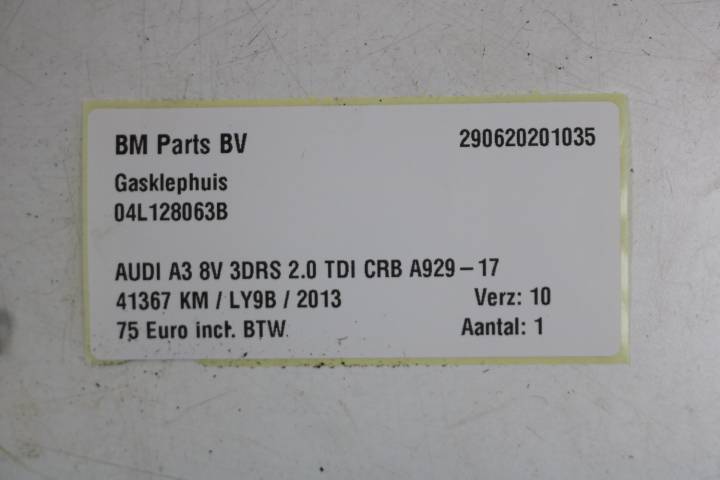 BM Parts BV 290620201035
Gasklephuis
04L128063B
AUDI A3 8V 3DRS 2.0 TDI CRB A929 – 17
41367 KM / LY9B / 2013 Verz: 10
75 Euro incl. BTW Aantal: 1